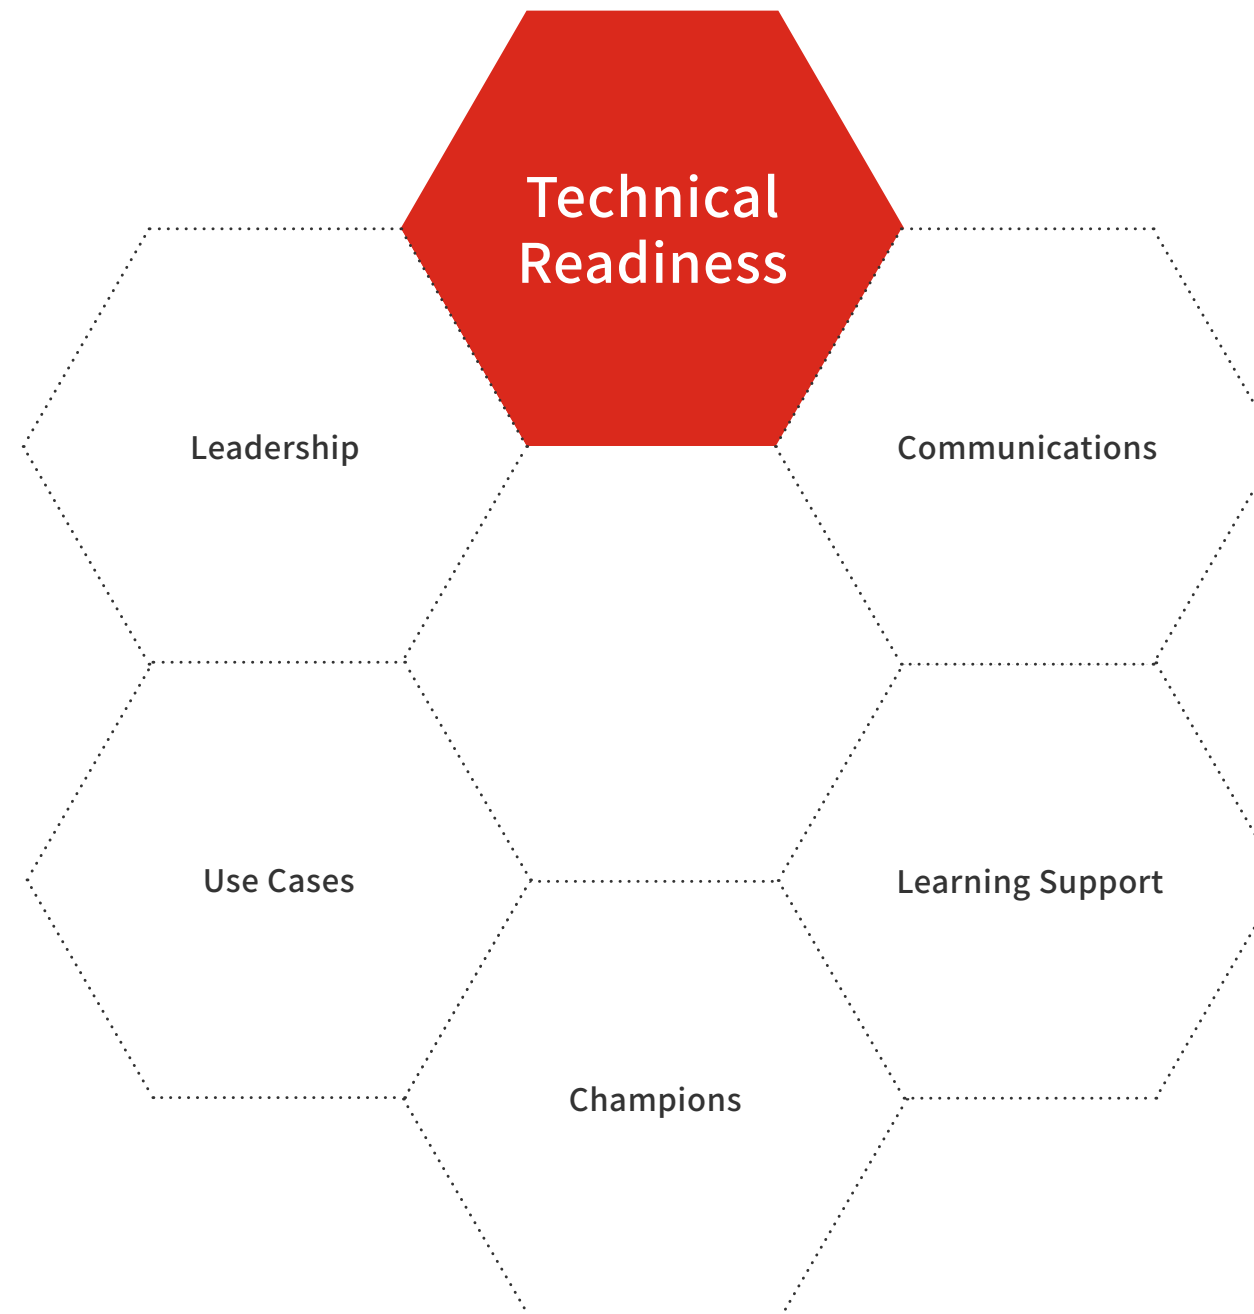 Technical
Readiness
Leadership
Communications
Use Cases
Learning Support
Champions